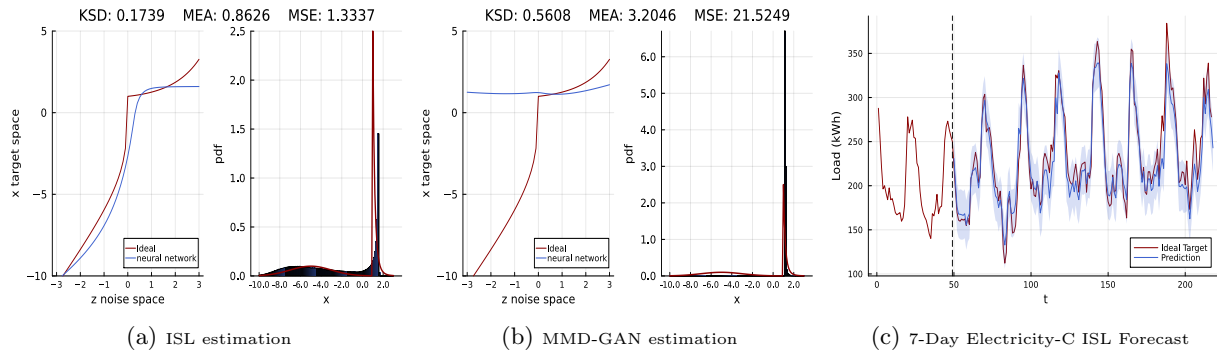 KSD: 0.1739 MEA: 0.8626 MSE: 1.3337
x target space
5
0
−5
−10
−3 −2 −1 0 1 2 3
z noise space
Ideal
neural network
pdf
pdf
2.5
2.0
1.5
1.0
0.5
0.0
-10.0 -8.0 -6.0 -4.0 -2.0 0.0 2.0
x
(a) ISL estimation
KSD: 0.5608 MEA: 3.2046 MSE: 21.5249
x target space
5
0
−5
−10
−3 −2 −1 0 1 2 3
z noise space
Ideal
neural network
pdf
pdf
6.0
5.0
4.0
3.0
2.0
1.0
0.0
-10.0 -8.0 -6.0 -4.0 -2.0 0.0 2.0
x
(b) MMD-GAN estimation
Load (kWh)
350
300
250
200
150
100
0 50 100 150 200
t
Ideal Target
Prediction
(c) 7-Day Electricity-C ISL Forecast